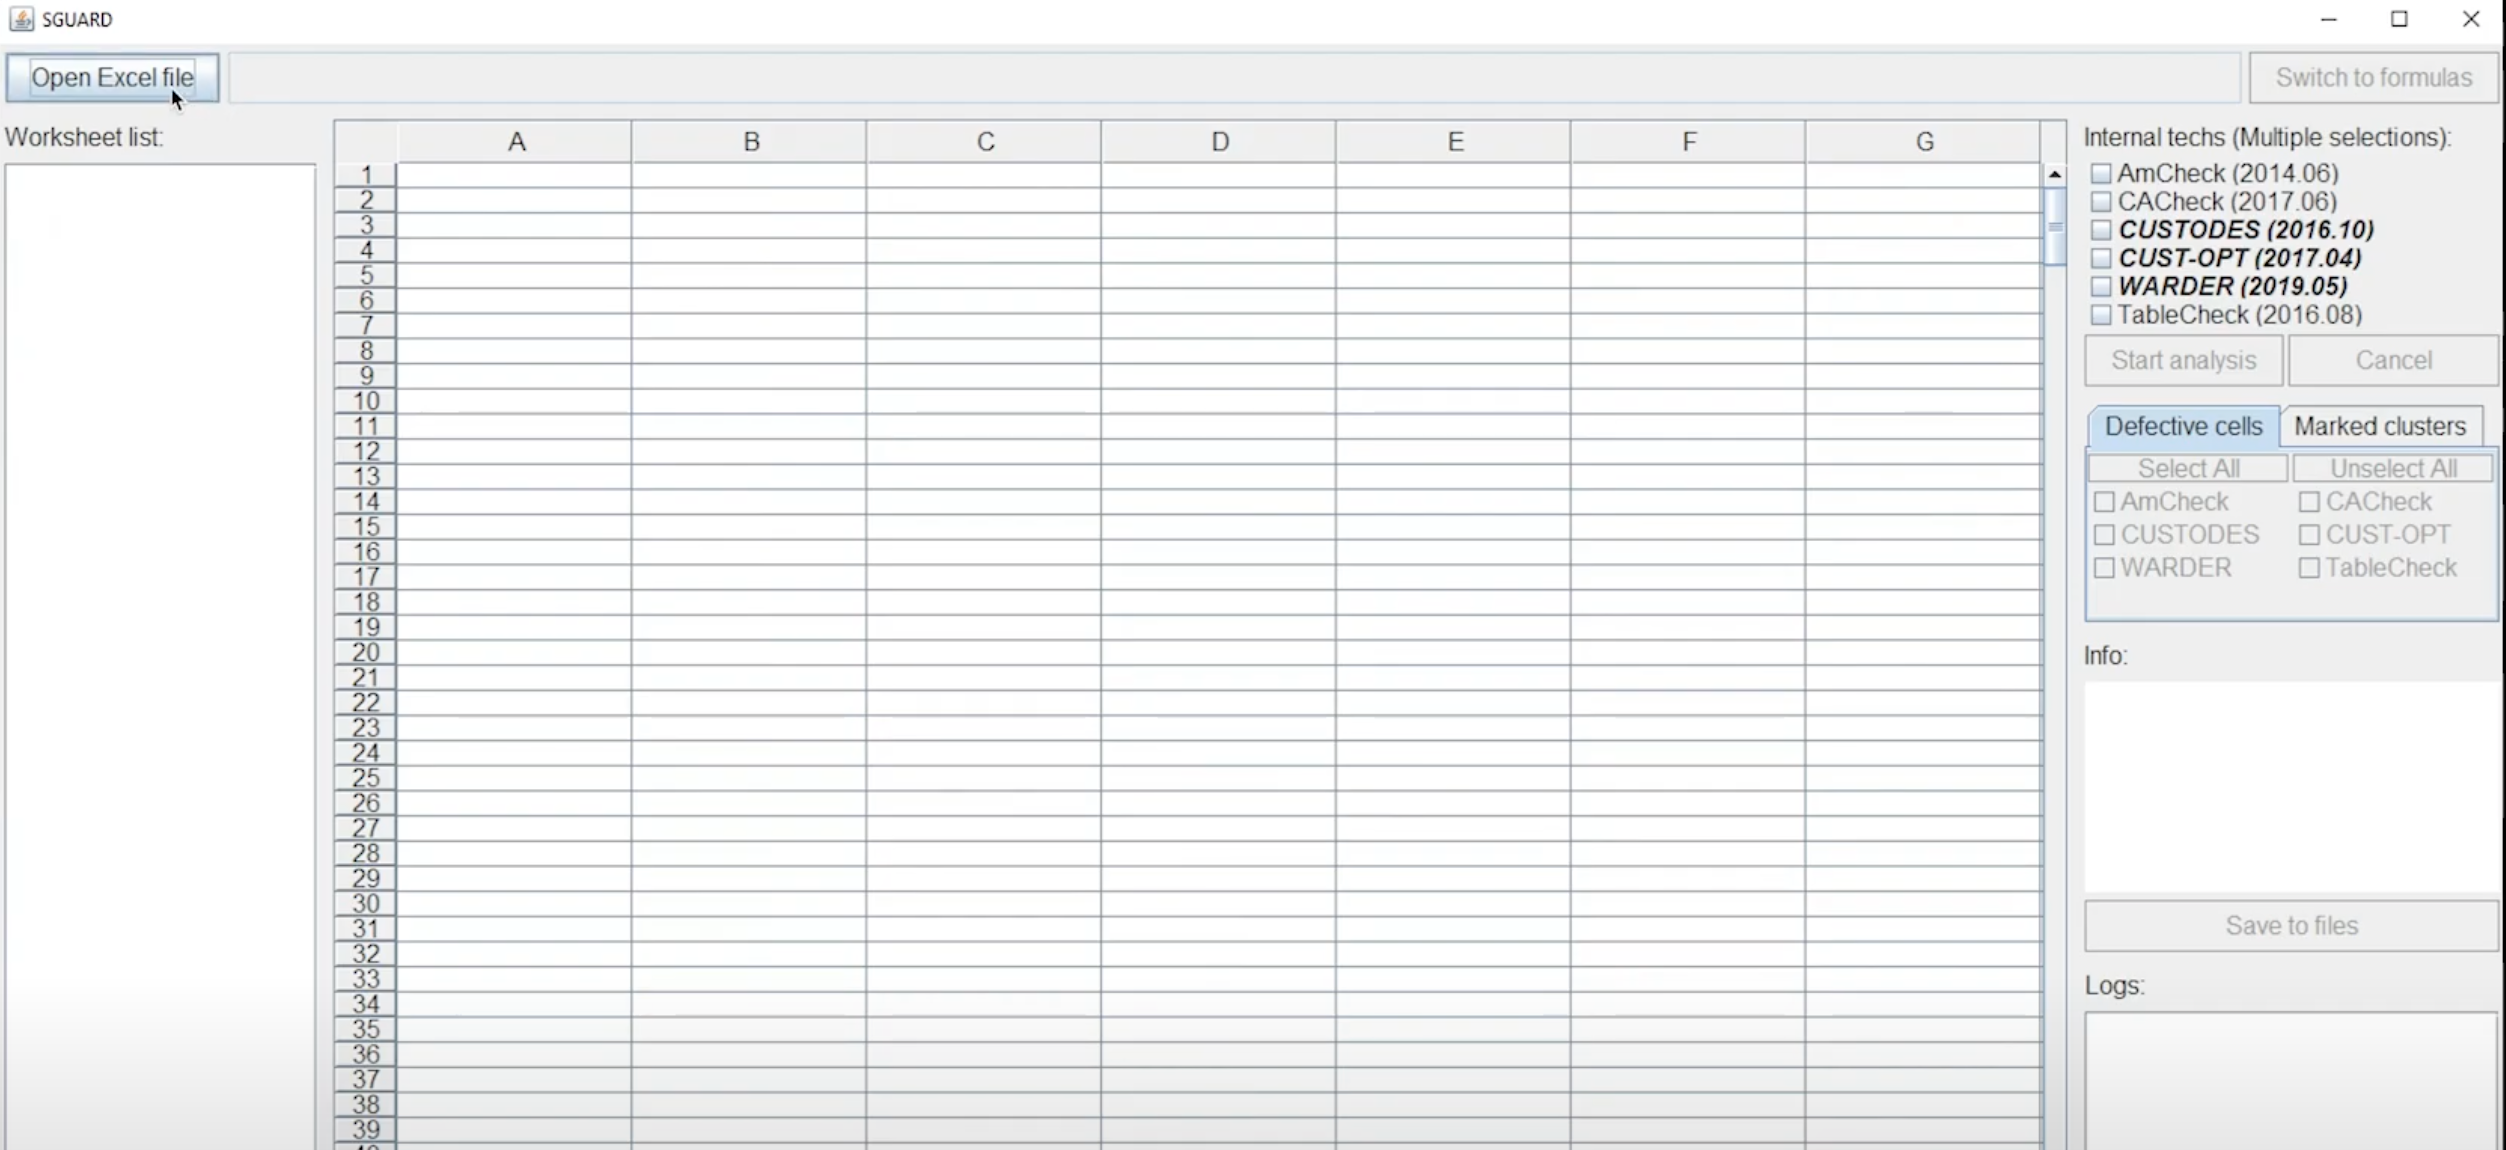 SGUARD
Open Excel file
Switch to formulas
Worksheet list:
A B C D E F G
1
2
3
4
5
6
7
8
9
10
11
12
13
14
15
16
17
18
19
20
21
22
23
24
25
26
27
28
29
30
31
32
33
34
35
36
37
38
39
Internal techs (Multiple selections):
AmCheck (2014.06)
CACheck (2017.06)
CUSTODES (2016.10)
CUST-OPT (2017.04)
WARDER (2019.05)
TableCheck (2016.08)
Start analysis Cancel
Defective cells Marked clusters
Select All Unselect All
AmCheck CACheck
CUSTODES CUST-OPT
WARDER TableCheck
Info:
Save to files
Logs: